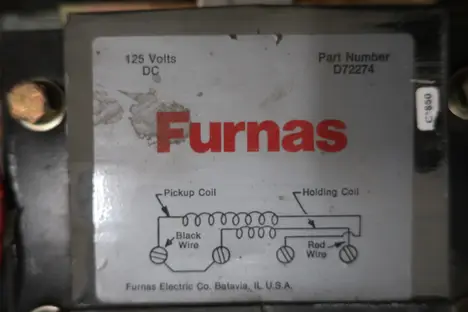 125 Volts
DC
Part Number
D72274
Furnas
Pickup Coil
Holding Coil
Black
Wire
Red
Wire
Furnas Electric Co. Batavia, IL U.S.A.